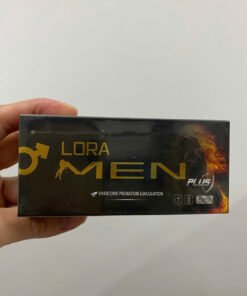 LORA
MEN
PLUS
OVERCOME PREMATURE EJACULATION